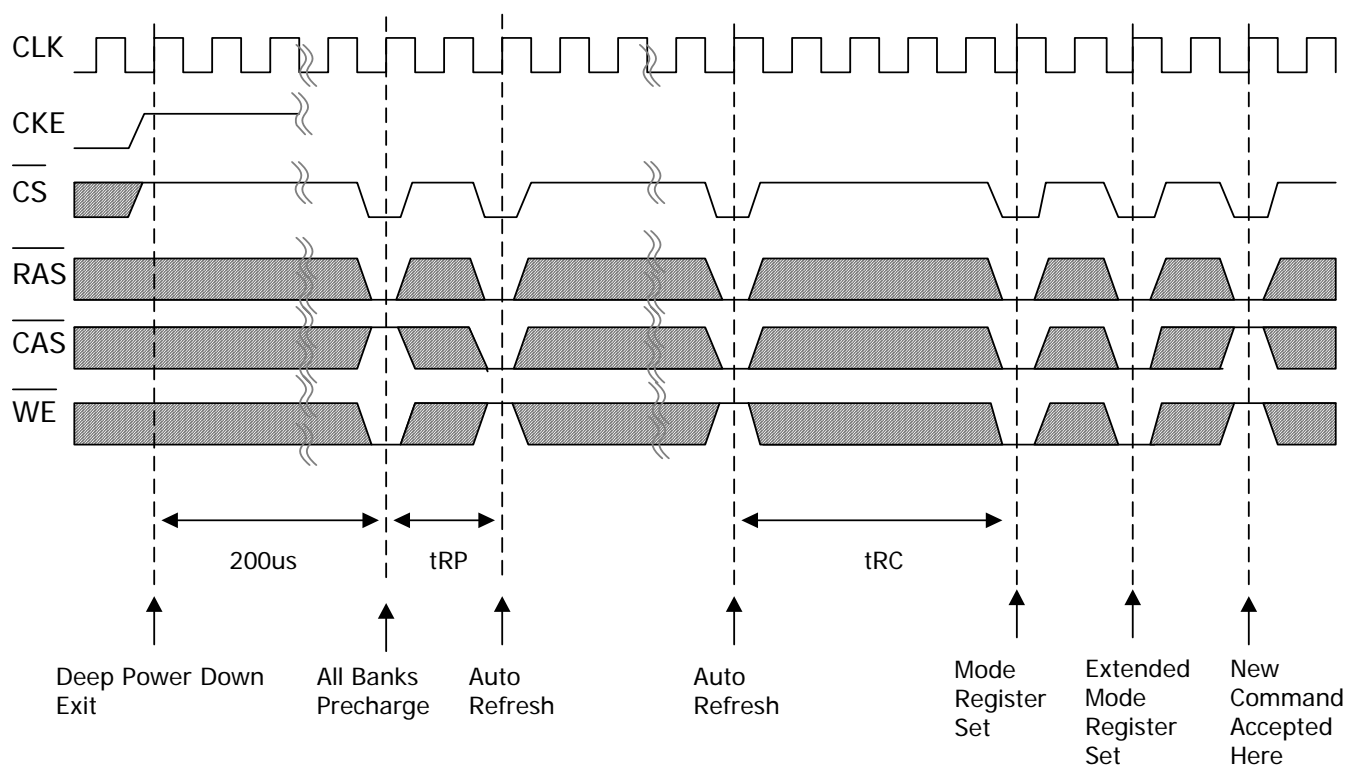 CLK
CKE
CS
RAS
CAS
WE
200us
tRP
tRC
Deep Power Down
Exit
All Banks
Precharge
Auto
Refresh
Auto
Refresh
Mode
Register
Set
Extended
Mode
Register
Set
New
Command
Accepted
Here